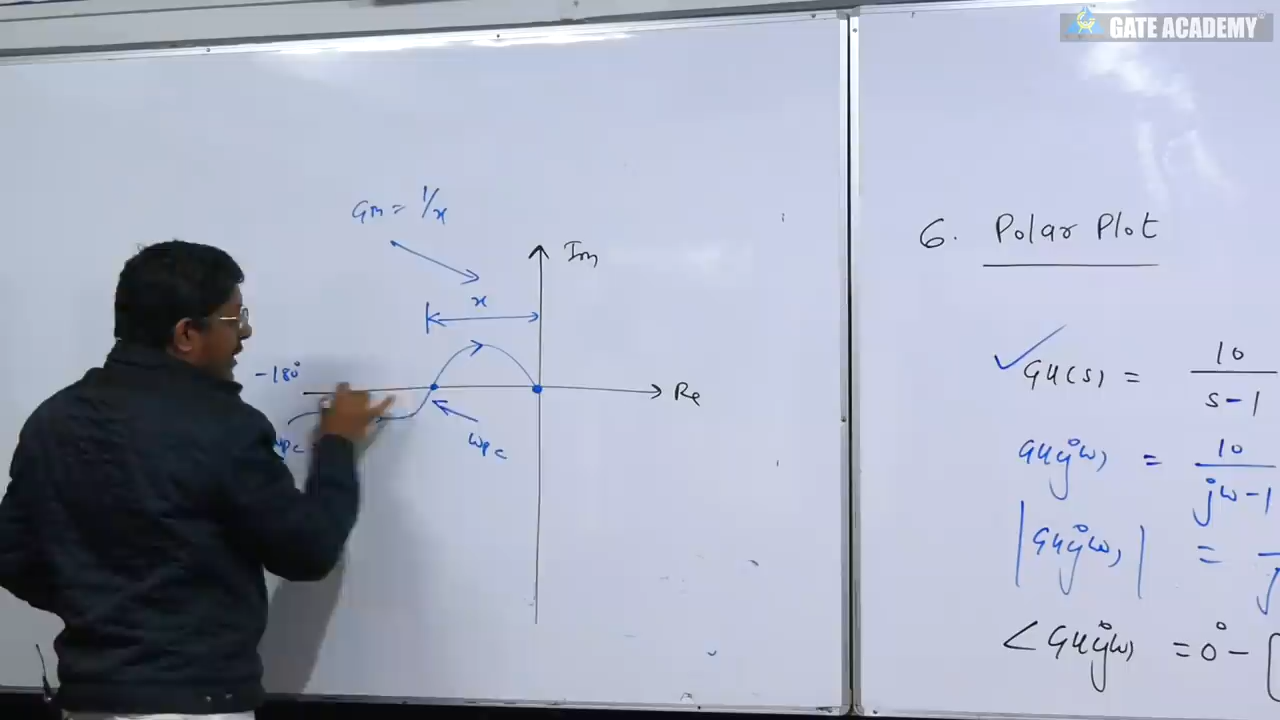 GATE ACADEMY
GM = 1/x
Im
x
-180°
Re
ωpc
ωpc
6. Polar Plot
GH(s) = 10 / s-1
GH(jω) = 10 / jω-1
|GH(jω)| =
∠GH(jω) = 0° - [